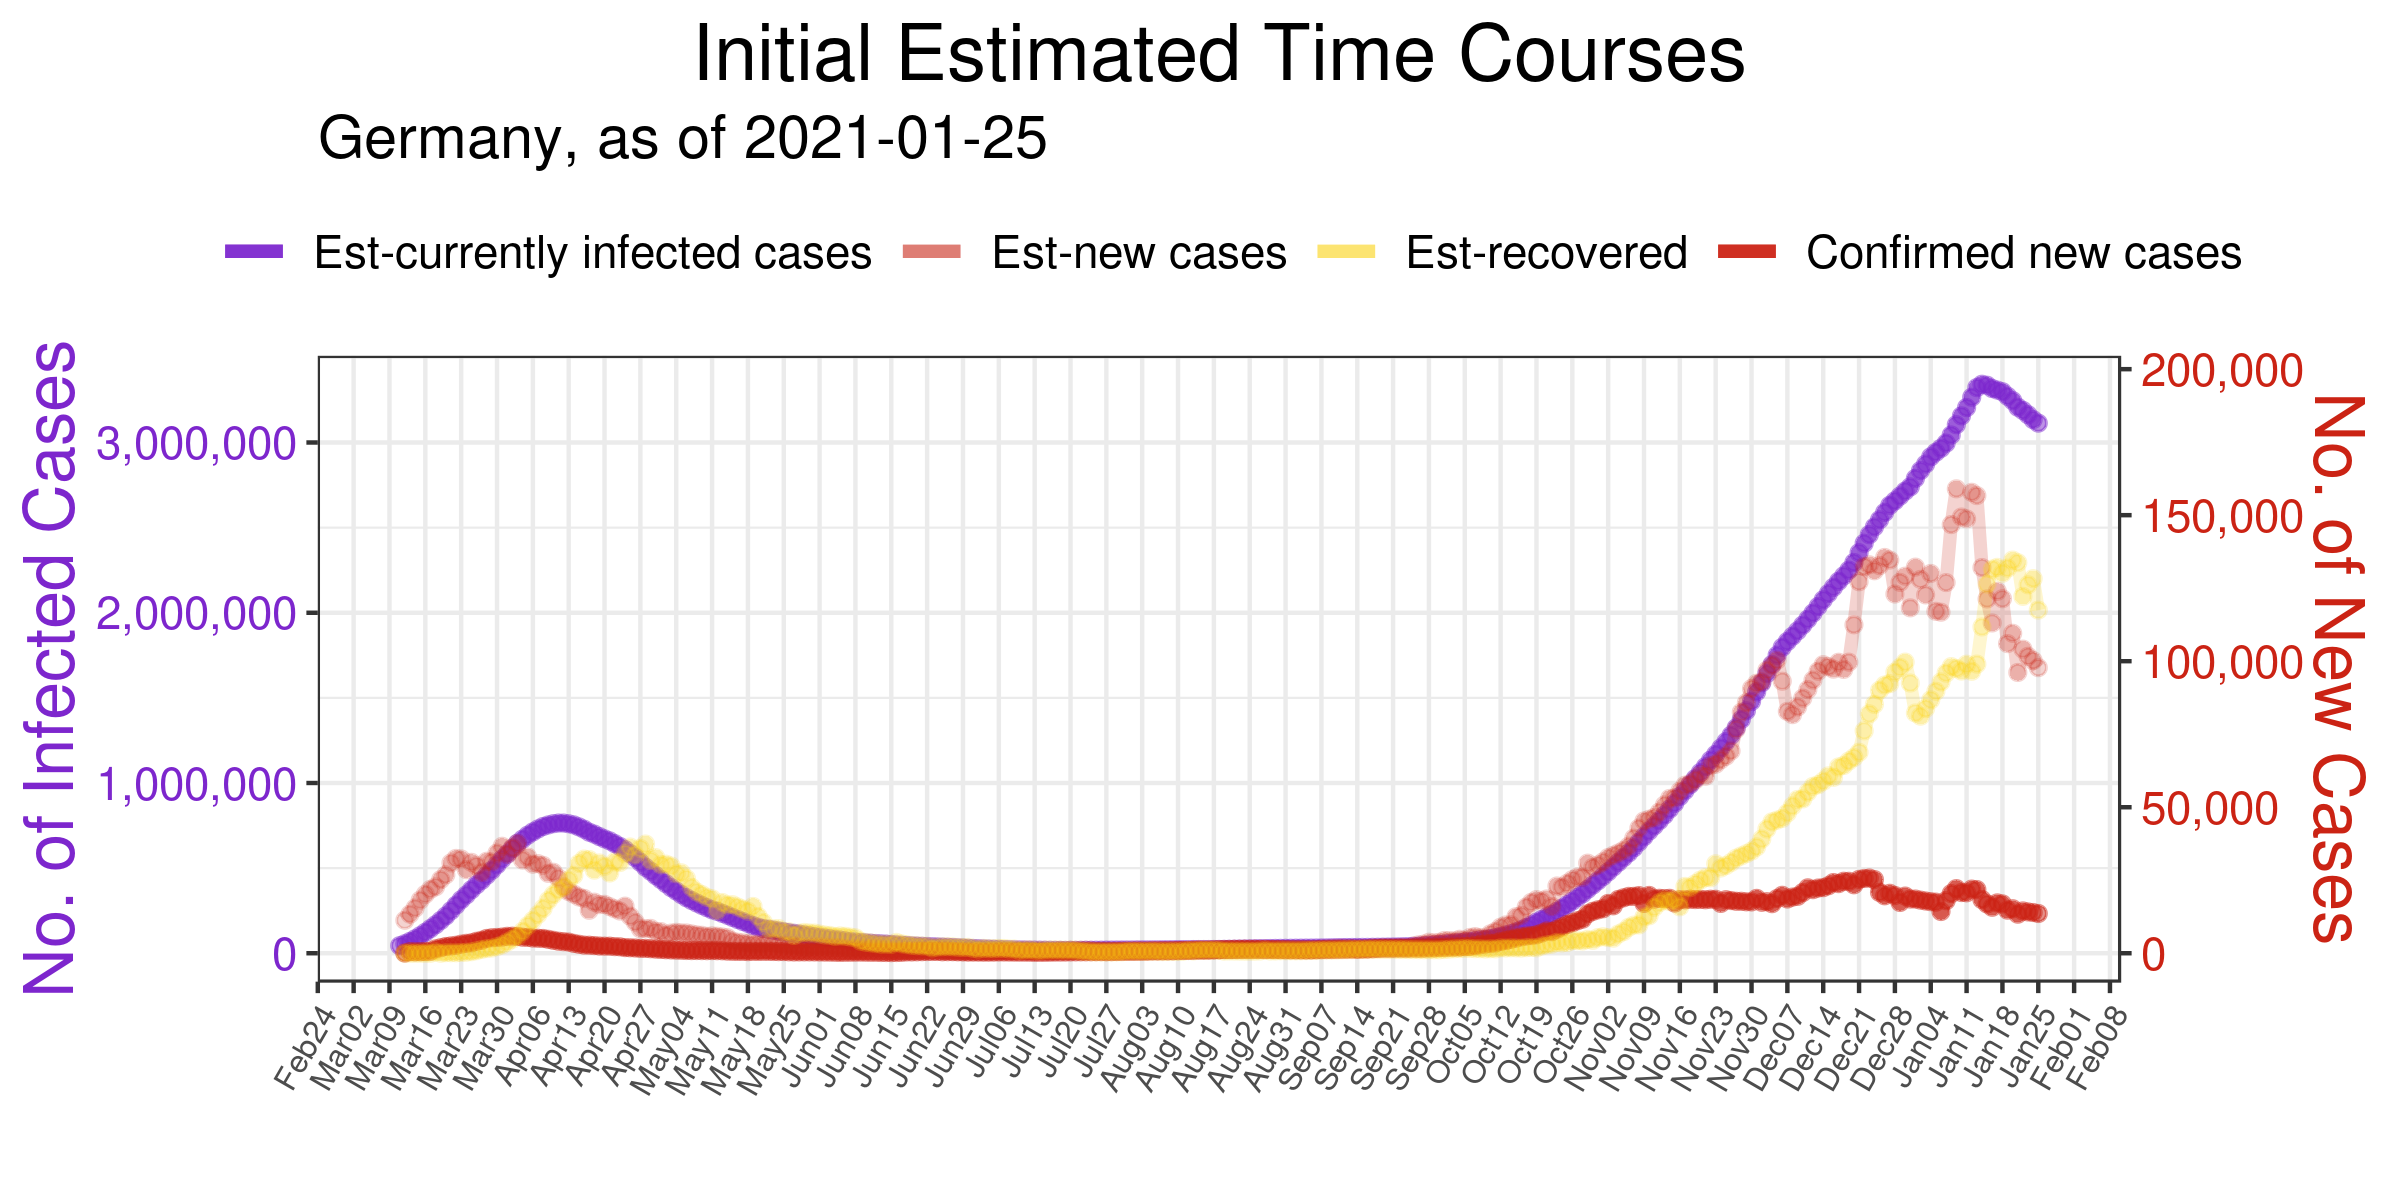 Initial Estimated Time Courses
Germany, as of 2021-01-25
Est-currently infected cases Est-new cases Est-recovered Confirmed new cases
No. of Infected Cases
3,000,000
2,000,000
1,000,000
0
200,000
150,000
100,000
50,000
0
No. of New Cases
Feb24 Mar02 Mar09 Mar16 Mar23 Mar30 Apr06 Apr13 Apr20 Apr27 May04 May11 May18 May25 Jun01 Jun08 Jun15 Jun22 Jun29 Jul06 Jul13 Jul20 Jul27 Aug03 Aug10 Aug17 Aug24 Aug31 Sep07 Sep14 Sep21 Sep28 Oct05 Oct12 Oct19 Oct26 Nov02 Nov09 Nov16 Nov23 Nov30 Dec07 Dec14 Dec21 Dec28 Jan04 Jan11 Jan18 Jan25 Feb01 Feb08